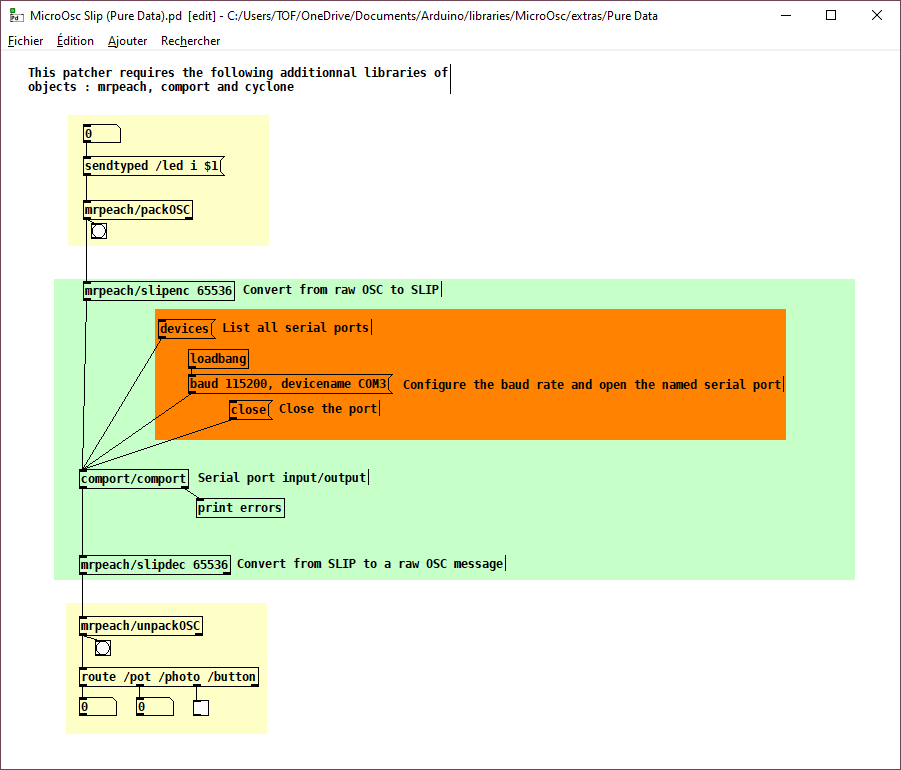 MicroOsc Slip (Pure Data).pd [edit] - C:/Users/TOF/OneDrive/Documents/Arduino/libraries/MicroOsc/extras/Pure Data
Fichier Édition Ajouter Rechercher
This patcher requires the following additionnal libraries of
objects : mrpeach, comport and cyclone
0
sendtyped /led i $1
mrpeach/packOSC
mrpeach/slipenc 65536 Convert from raw OSC to SLIP
devices List all serial ports
loadbang
baud 115200, devicename COM3 Configure the baud rate and open the named serial port
close Close the port
comport/comport Serial port input/output
print errors
mrpeach/slipdec 65536 Convert from SLIP to a raw OSC message
mrpeach/unpackOSC
route /pot /photo /button
0 0